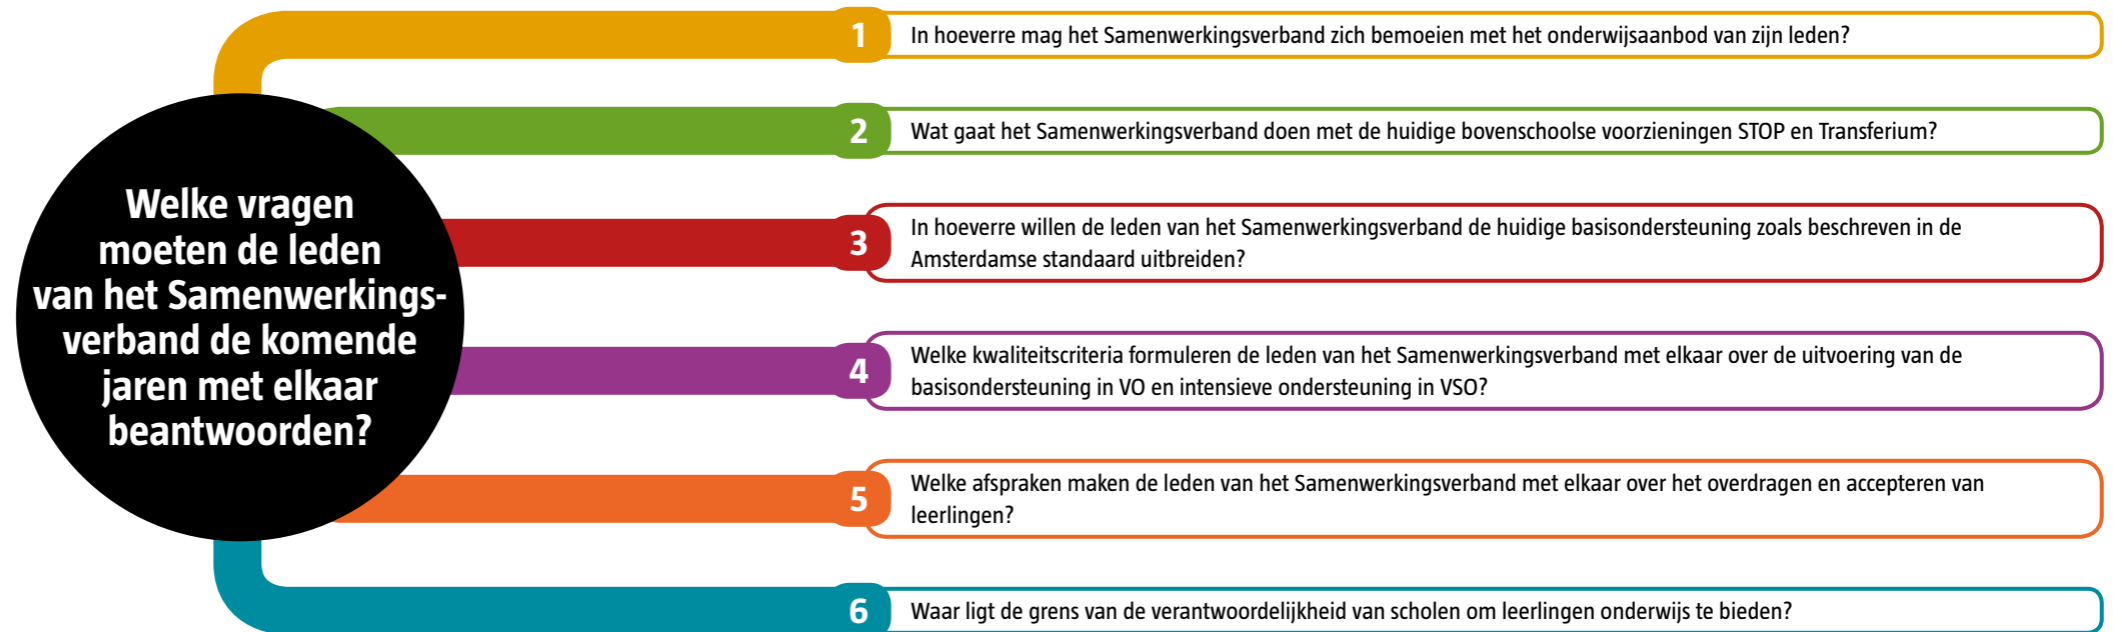 Welke vragen
moeten de leden
van het Samenwerkings-
verband de komende
jaren met elkaar
beantwoorden?
1
In hoeverre mag het Samenwerkingsverband zich bemoeien met het onderwijsaanbod van zijn leden?
2
Wat gaat het Samenwerkingsverband doen met de huidige bovenschoolse voorzieningen STOP en Transferium?
3
In hoeverre willen de leden van het Samenwerkingsverband de huidige basisondersteuning zoals beschreven in de
Amsterdamse standaard uitbreiden?
4
Welke kwaliteitscriteria formuleren de leden van het Samenwerkingsverband met elkaar over de uitvoering van de
basisondersteuning in VO en intensieve ondersteuning in VSO?
5
Welke afspraken maken de leden van het Samenwerkingsverband met elkaar over het overdragen en accepteren van
leerlingen?
6
Waar ligt de grens van de verantwoordelijkheid van scholen om leerlingen onderwijs te bieden?